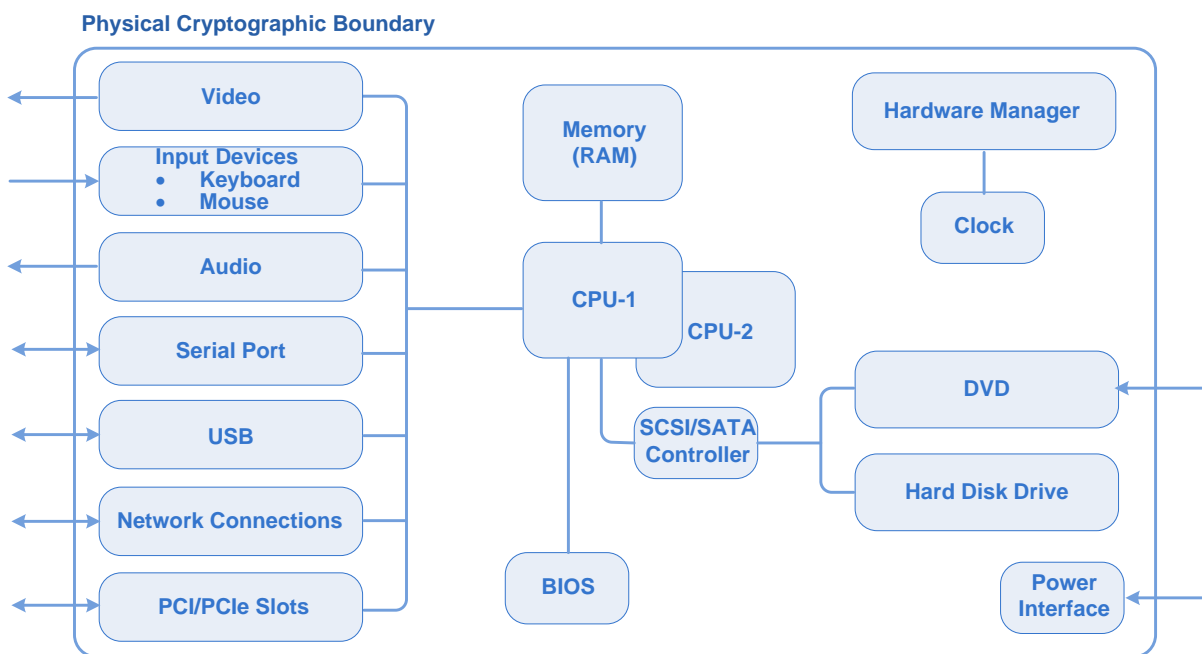 Physical Cryptographic Boundary
Video
Input Devices
• Keyboard
• Mouse
Audio
Serial Port
USB
Network Connections
PCI/PCIe Slots
Memory
(RAM)
CPU-1
CPU-2
SCSI/SATA
Controller
BIOS
Hardware Manager
Clock
DVD
Hard Disk Drive
Power
Interface